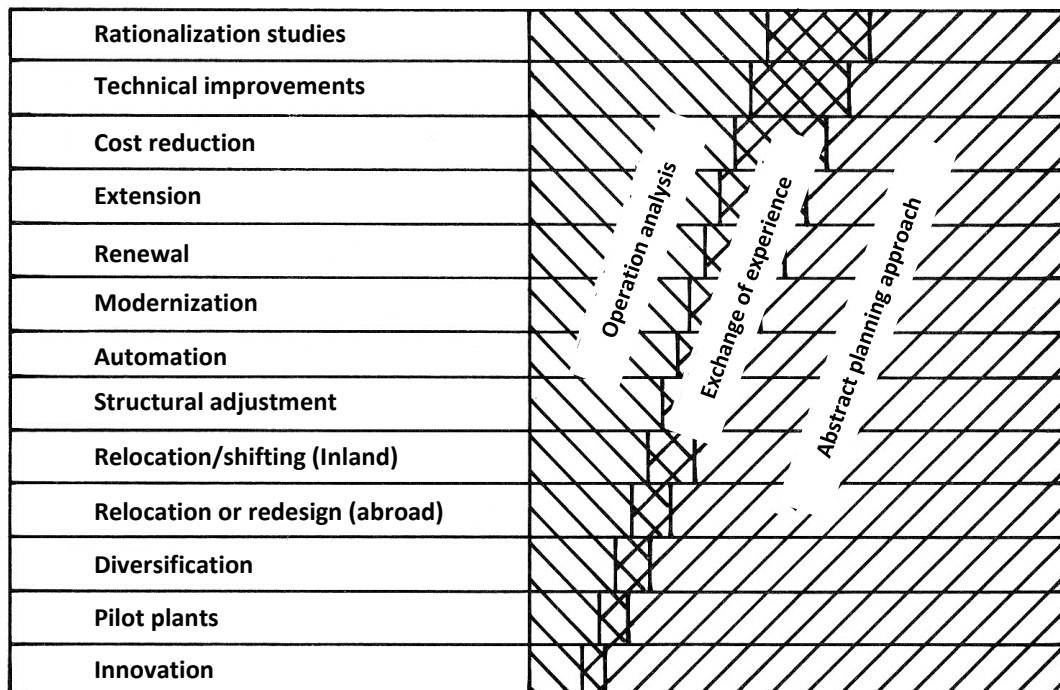 Rationalization studies
Technical improvements
Cost reduction
Extension
Renewal
Modernization
Automation
Structural adjustment
Relocation/shifting (Inland)
Relocation or redesign (abroad)
Diversification
Pilot plants
Innovation
Operation analysis
Exchange of experience
Abstract planning approach